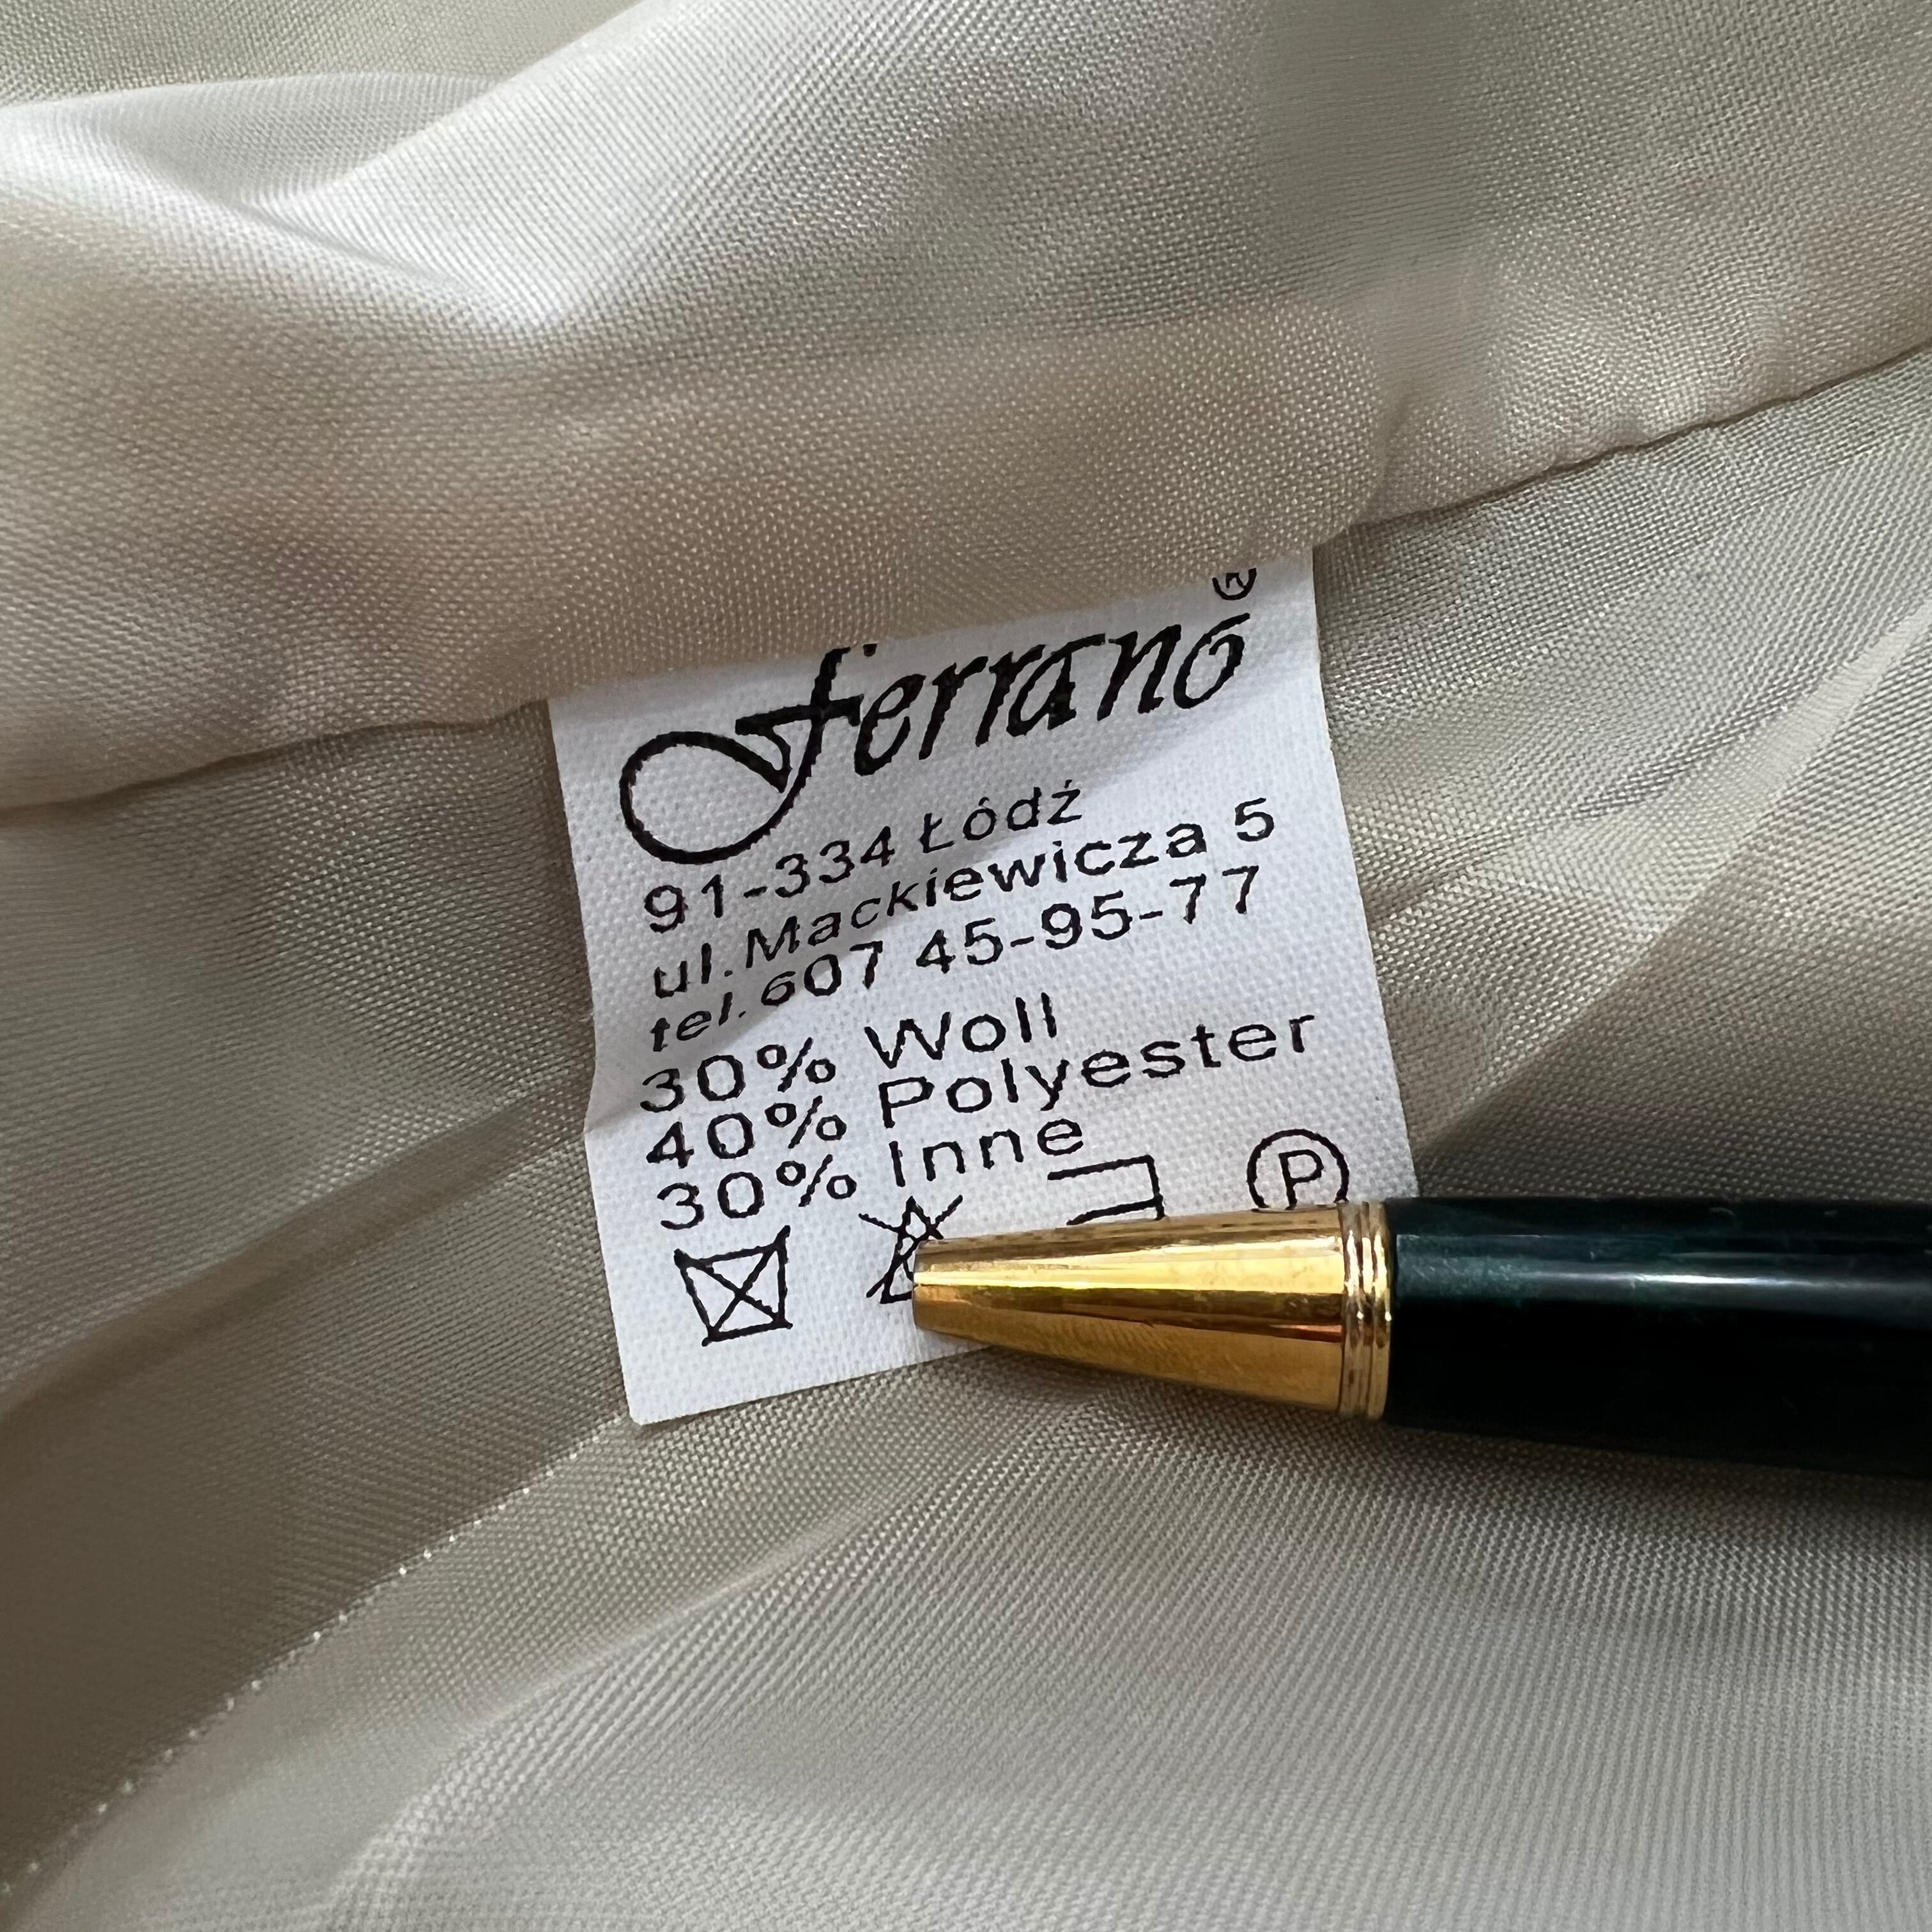 Ferrano®
91-334 Łódź
ul.Mackiewicza 5
tel.607 45-95-77
30% Woll
40% Polyester
30% Inne
P